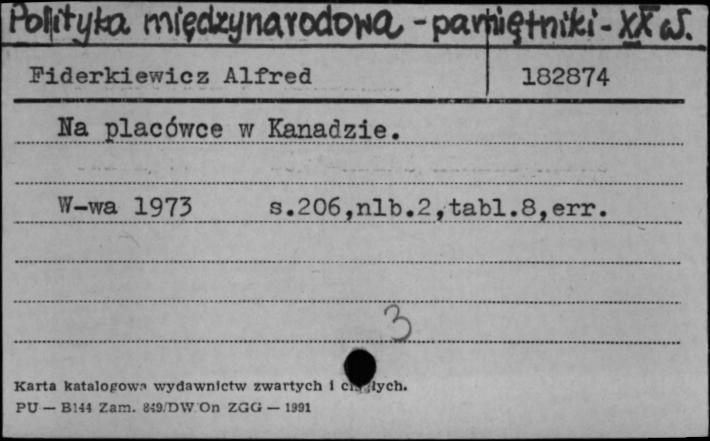 Polityka międzynarodowa - pamiętniki - XX w.
Fiderkiewicz Alfred 182874
Na placówce w Kanadzie.
W-wa 1973 s.206,nlb.2,tabl.8,err.
3
Karta katalogowa wydawnictw zwartych i ciągłych.
PU — B144 Zam. 849/DW/On ZGG — 1991